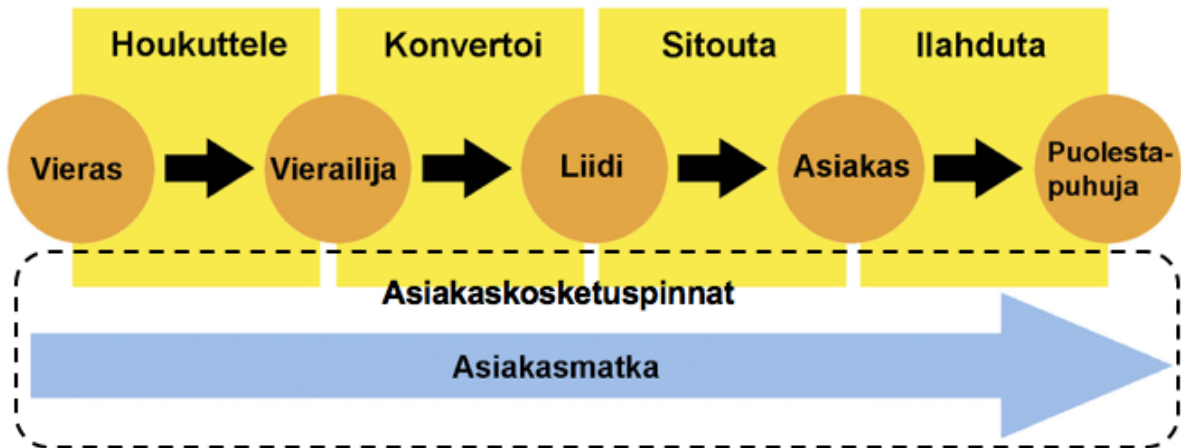 Houkuttele
Konvertoi
Sitouta
Ilahduta
Vieras
Vierailija
Liidi
Asiakas
Puolesta-
puhuja
Asiakaskosketuspinnat
Asiakasmatka